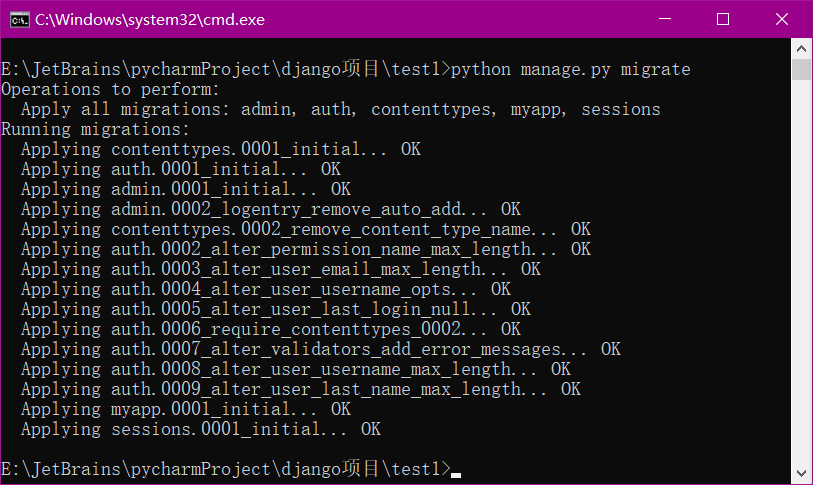 C:\Windows\system32\cmd.exe
E:\JetBrains\pycharmProject\django项目\test1>python manage.py migrate
Operations to perform:
  Apply all migrations: admin, auth, contenttypes, myapp, sessions
Running migrations:
  Applying contenttypes.0001_initial... OK
  Applying auth.0001_initial... OK
  Applying admin.0001_initial... OK
  Applying admin.0002_logentry_remove_auto_add... OK
  Applying contenttypes.0002_remove_content_type_name... OK
  Applying auth.0002_alter_permission_name_max_length... OK
  Applying auth.0003_alter_user_email_max_length... OK
  Applying auth.0004_alter_user_username_opts... OK
  Applying auth.0005_alter_user_last_login_null... OK
  Applying auth.0006_require_contenttypes_0002... OK
  Applying auth.0007_alter_validators_add_error_messages... OK
  Applying auth.0008_alter_user_username_max_length... OK
  Applying auth.0009_alter_user_last_name_max_length... OK
  Applying myapp.0001_initial... OK
  Applying sessions.0001_initial... OK
E:\JetBrains\pycharmProject\django项目\test1>